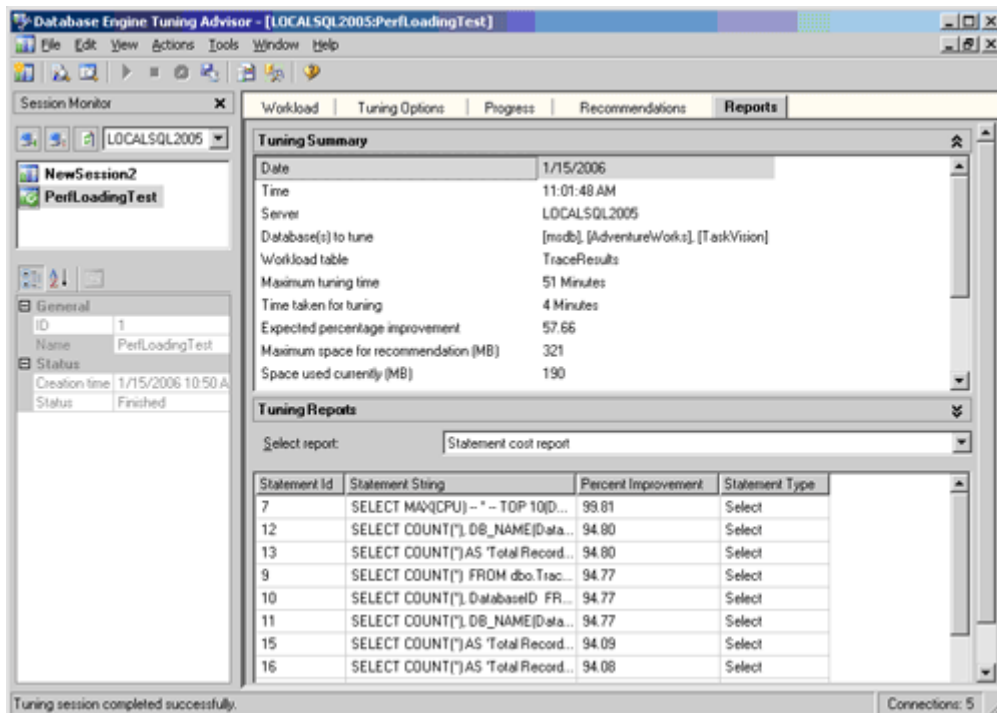 Database Engine Tuning Advisor - [LOCALSQL2005:PerfLoadingTest]
File Edit View Actions Tools Window Help
Session Monitor
LOCALSQL2005
NewSession2
PerfLoadingTest
General
ID 1
Name PerfLoadingTest
Status
Creation time 1/15/2006 10:50 A
Status Finished
Workload Tuning Options Progress Recommendations Reports
Tuning Summary
Date 1/15/2006
Time 11:01:48 AM
Server LOCALSQL2005
Database(s) to tune [msdb], [AdventureWorks], [TaskVision]
Workload table TraceResults
Maximum tuning time 51 Minutes
Time taken for tuning 4 Minutes
Expected percentage improvement 57.66
Maximum space for recommendation (MB) 321
Space used currently (MB) 190
Tuning Reports
Select report: Statement cost report
Statement Id Statement String Percent Improvement Statement Type
7 SELECT MAX(CPU) -- * -- TOP 10(D... 99.81 Select
12 SELECT COUNT(*), DB_NAME(Data... 94.80 Select
13 SELECT COUNT(*) AS 'Total Record... 94.80 Select
9 SELECT COUNT(*) FROM dbo.Trac... 94.77 Select
10 SELECT COUNT(*), DatabaseID FR... 94.77 Select
11 SELECT COUNT(*), DB_NAME(Data... 94.77 Select
15 SELECT COUNT(*) AS 'Total Record... 94.09 Select
16 SELECT COUNT(*) AS 'Total Record... 94.08 Select
Tuning session completed successfully. Connections: 5